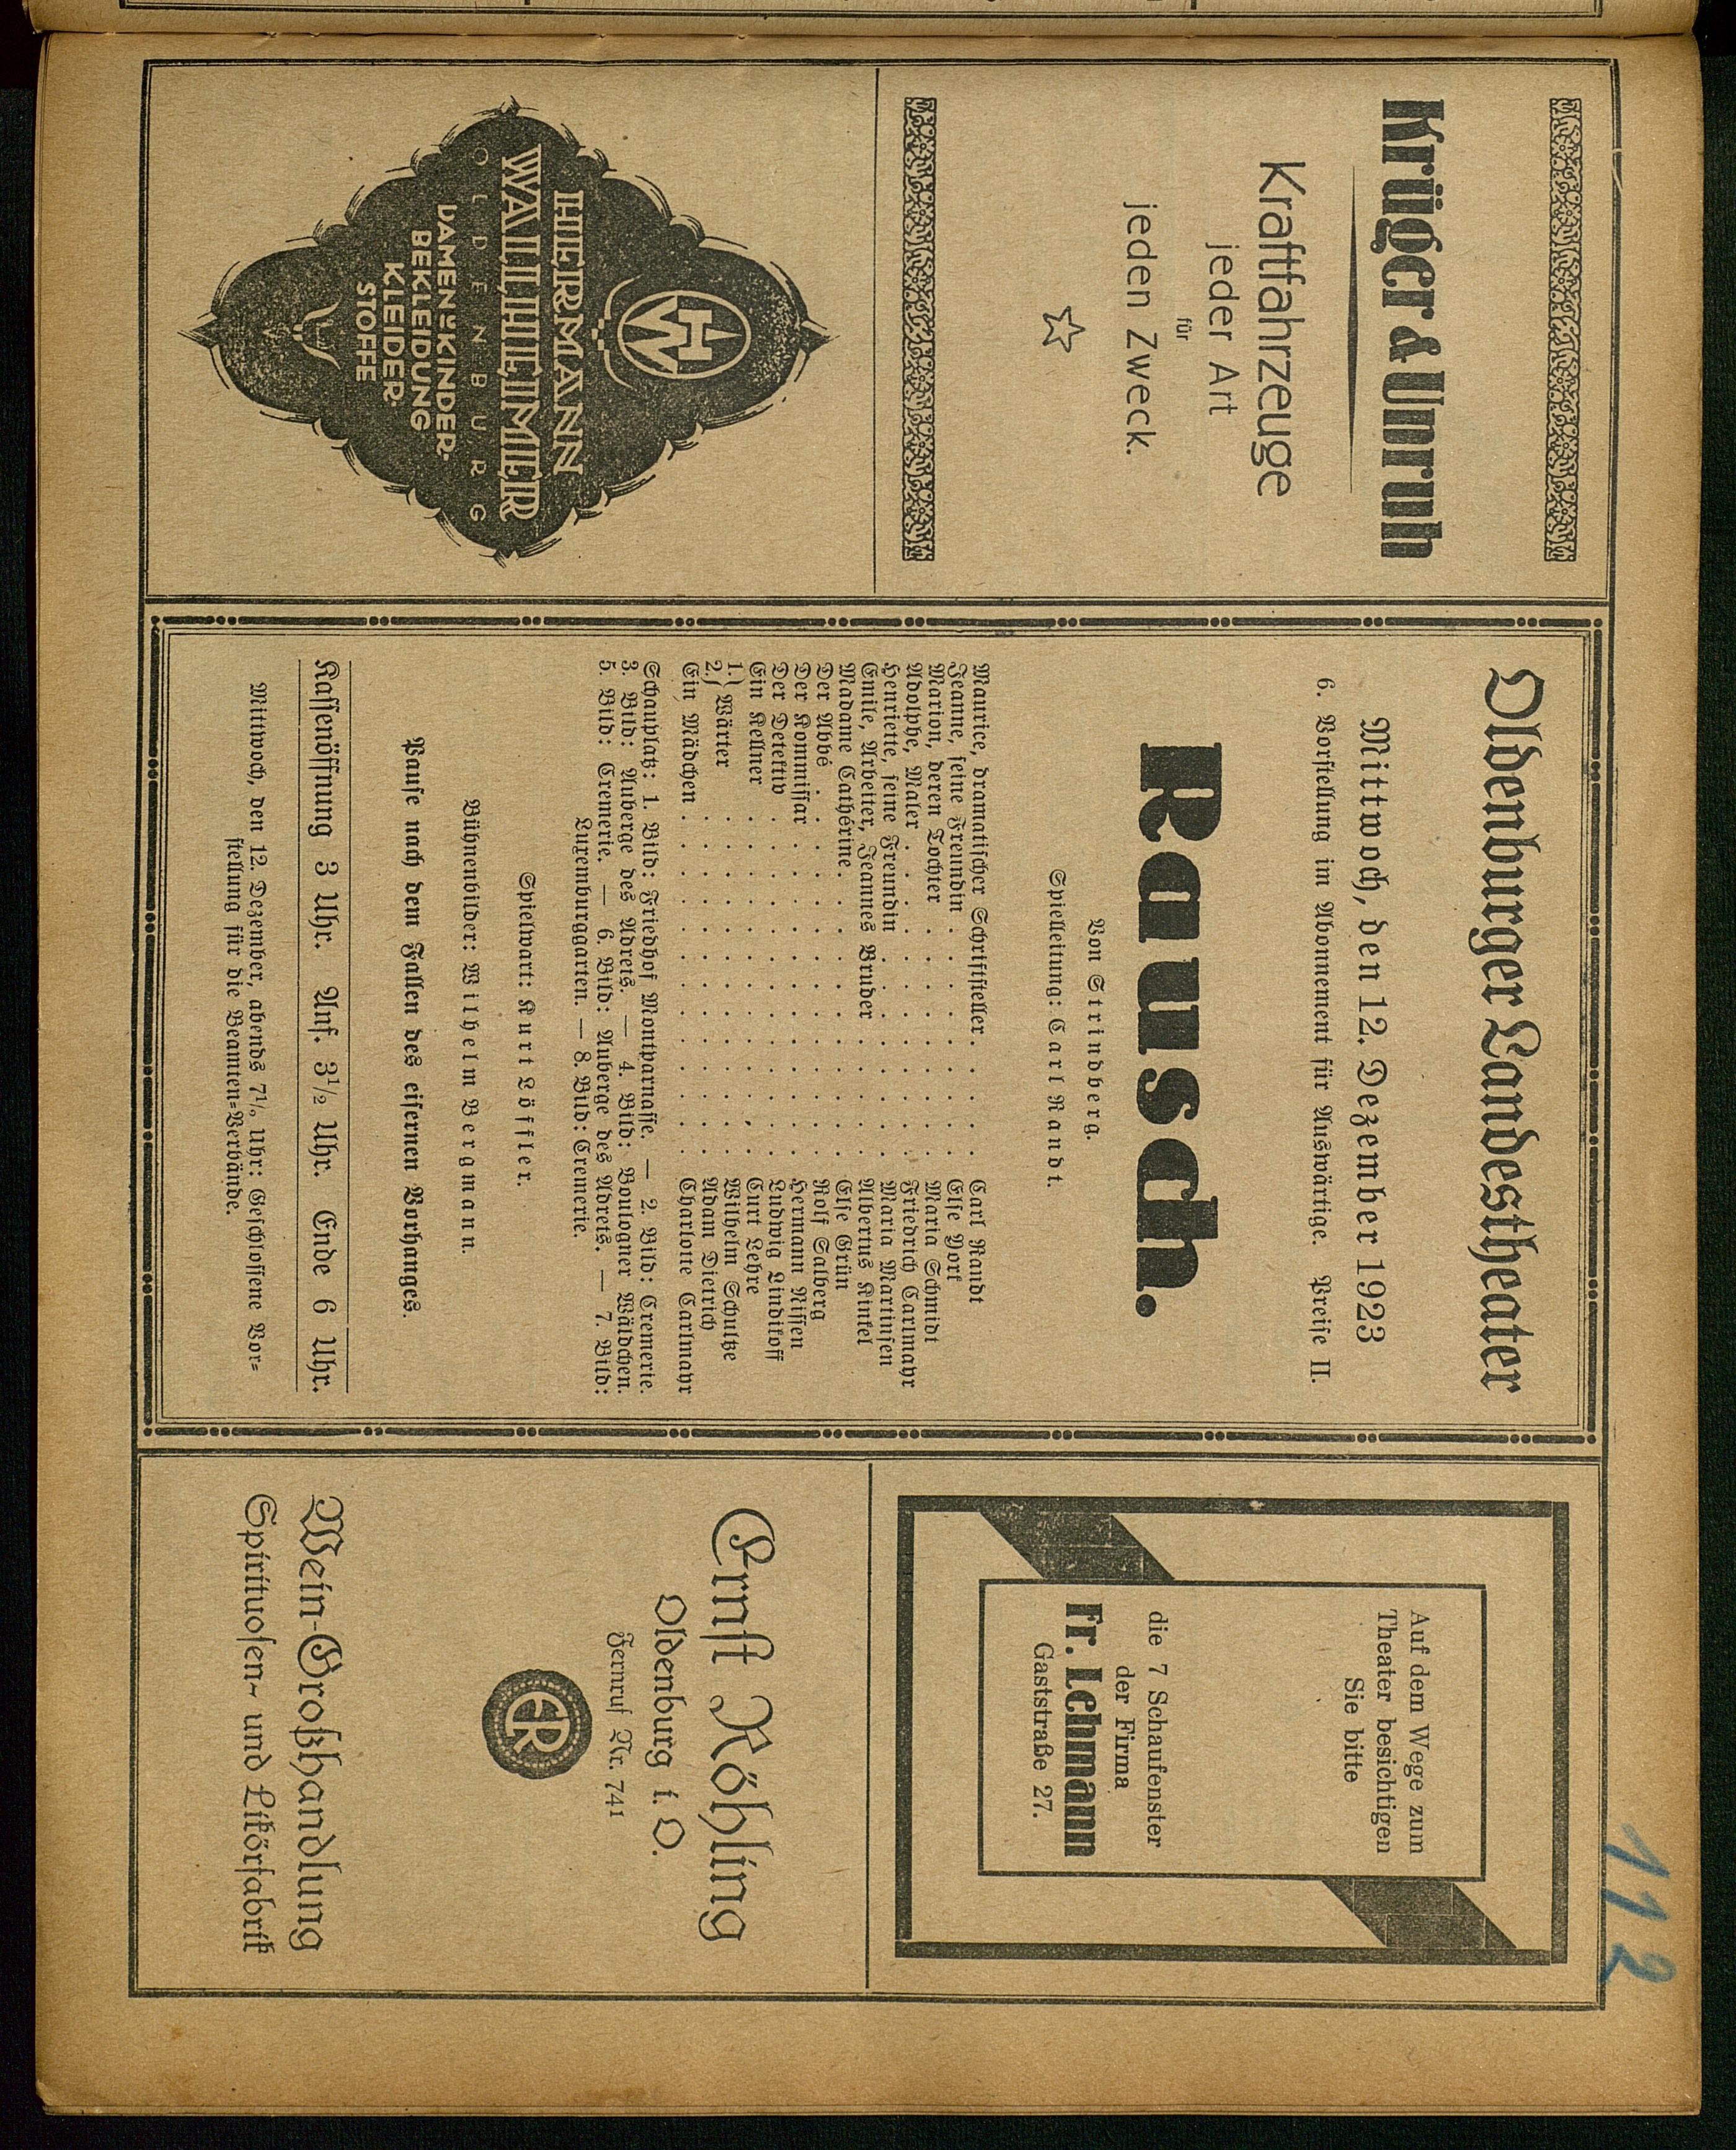 112
Krüger & Unruh
Kraftfahrzeuge
jeder Art
für
jeden Zweck.
HW
HERMANN
WALLHEIMER
OLDENBURG
DAMEN- U. KINDER-
BEKLEIDUNG
KLEIDER-
STOFFE
Oldenburger Landestheater
Mittwoch, den 12. Dezember 1923
6. Vorstellung im Abonnement für Auswärtige. Preise II.
Rausch.
Von Strindberg.
Spielleitung: Carl Randt.
Maurice, dramatischer Schriftsteller . . . . . Carl Randt
Jeanne, seine Freundin . . . . . . . . . Else York
Marion, deren Tochter . . . . . . . . . Maria Schmidt
Adolphe, Maler . . . . . . . . . . . . Friedrich Carlmayr
Henriette, seine Freundin . . . . . . . . . Maria Martinsen
Emile, Arbeiter, Jeannes Bruder . . . . . Albertus Kinkel
Madame Cathérine . . . . . . . . . . . Else Grün
Der Abbé . . . . . . . . . . . . . . Rolf Salberg
Der Kommissar . . . . . . . . . . . . Hermann Nissen
Der Detektiv . . . . . . . . . . . . . Ludwig Lindikoff
Ein Kellner . . . . . . . . . . . . . Curt Lehre
1.} Wärter . . . . . . . . . . . . . Wilhelm Schultze
2.} . . . . . . . . . . . . . Adam Dietrich
Ein Mädchen . . . . . . . . . . . . . Charlotte Carlmayr
Schauplatz: 1. Bild: Friedhof Montparnasse. — 2. Bild: Cremerie.
3. Bild: Auberge des Adrets. — 4. Bild: Boulogner Wäldchen.
5. Bild: Cremerie. — 6. Bild: Auberge des Adrets. — 7. Bild:
Luxemburggarten. — 8. Bild: Cremerie.
Spielwart: Kurt Löffler.
Bühnenbilder: Wilhelm Bergmann.
Pause nach dem Fallen des eisernen Vorhanges.
Kassenöffnung 3 Uhr. Anf. 3½ Uhr. Ende 6 Uhr.
Mittwoch, den 12. Dezember, abends 7½ Uhr: Geschlossene Vor=
stellung für die Beamten=Verbände.
Auf dem Wege zum
Theater besichtigen
Sie bitte
die 7 Schaufenster
der Firma
Fr. Lehmann
Gaststraße 27.
Ernst Röhling
Oldenburg i. O.
Fernruf Nr. 741
ER
Wein-Großhandlung
Spirituosen- und Likörfabrik